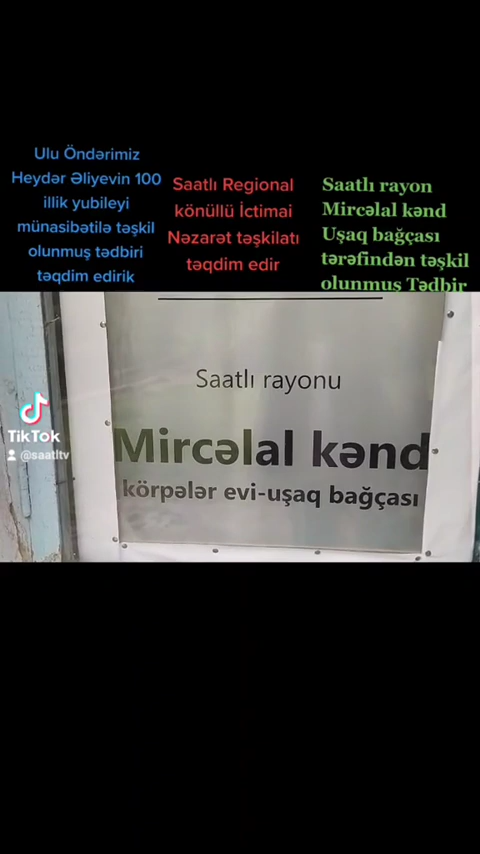 Ulu Öndərimiz
Heydər Əliyevin 100
illik yubileyi
münasibətilə təşkil
olunmuş tədbiri
təqdim edirik
Saatlı Regional
könüllü İctimai
Nəzarət təşkilatı
təqdim edir
Saatlı rayon
Mircəlal kənd
Uşaq bağçası
tərəfindən təşkil
olunmuş Tədbir
Saatlı rayonu
Mircəlal kənd
körpələr evi-uşaq bağçası
TikTok
@saatltv